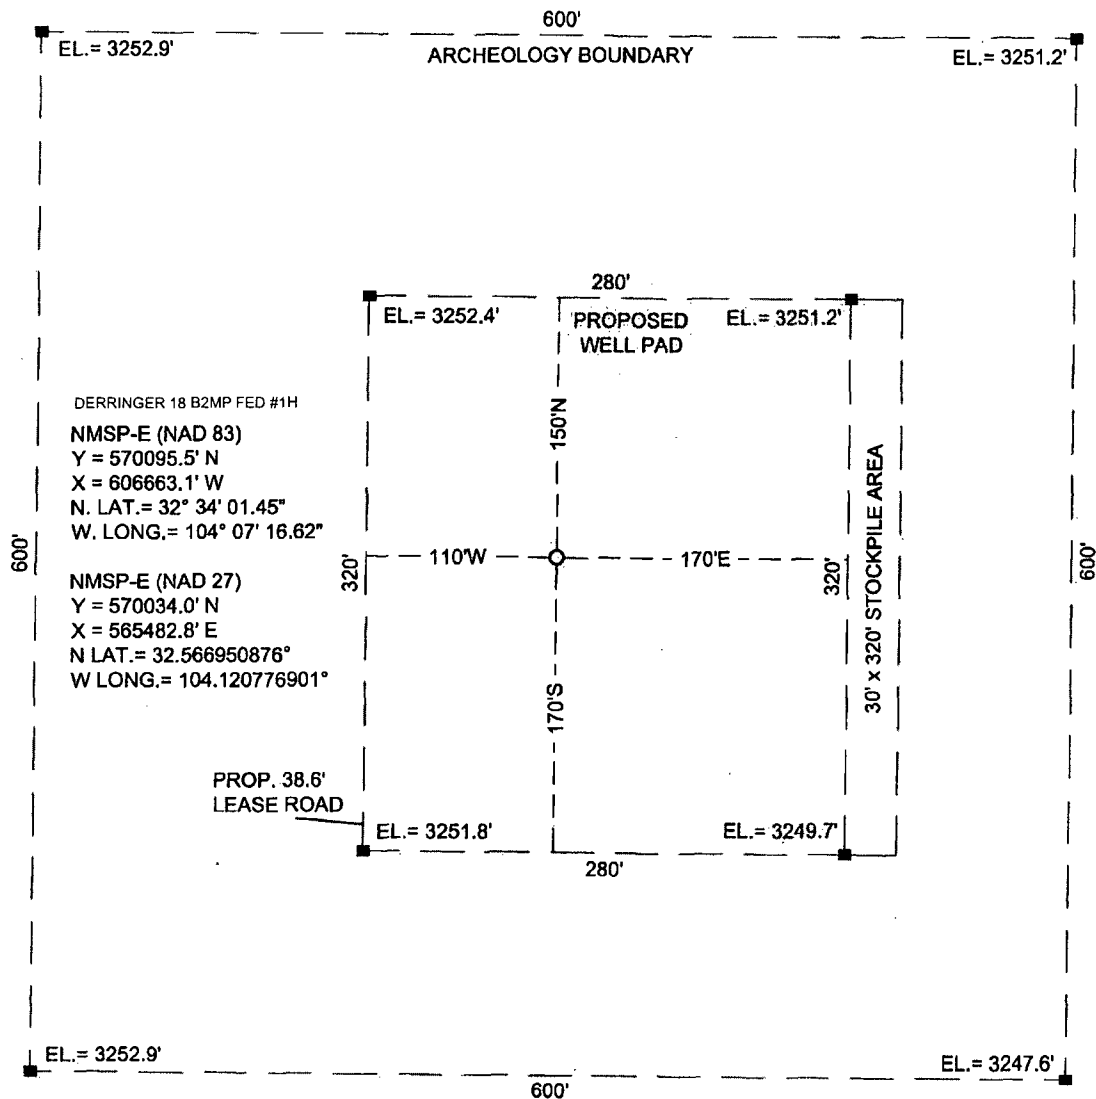 600'
EL.= 3252.9'
ARCHEOLOGY BOUNDARY
EL.= 3251.2'
280'
EL.= 3252.4'
PROPOSED
WELL PAD
EL.= 3251.2'
DERRINGER 18 B2MP FED #1H
NMSP-E (NAD 83)
Y = 570095.5' N
X = 606663.1' W
N. LAT.= 32° 34' 01.45"
W. LONG.= 104° 07' 16.62"
NMSP-E (NAD 27)
Y = 570034.0' N
X = 565482.8' E
N LAT.= 32.566950876°
W LONG.= 104.120776901°
600'
320'
150'N
110'W
170'E
170'S
320'
30' x 320' STOCKPILE AREA
600'
PROP. 38.6'
LEASE ROAD
EL.= 3251.8'
EL.= 3249.7'
280'
EL.= 3252.9'
EL.= 3247.6'
600'